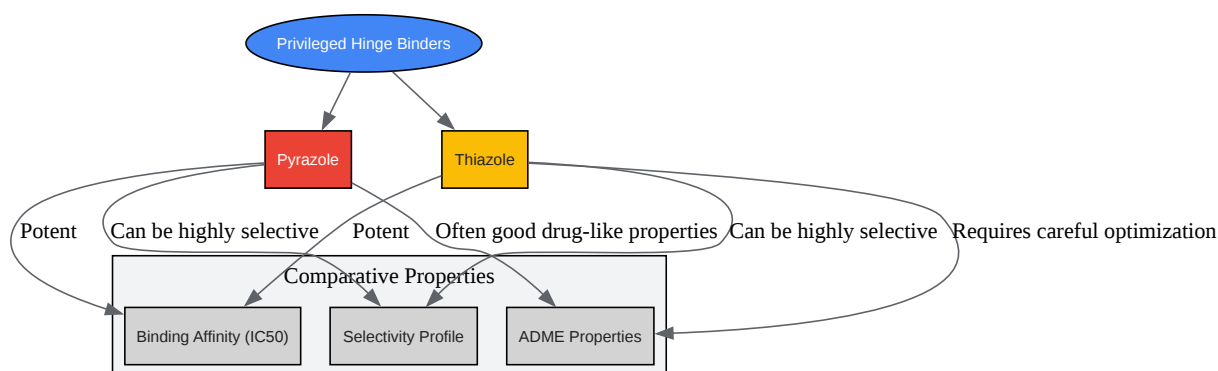 Privileged Hinge Binders
Pyrazole
Thiazole
Potent
Can be highly selective
Potent
Often good drug-like properties
Can be highly selective
Requires careful optimization
Comparative Properties
Binding Affinity (IC50)
Selectivity Profile
ADME Properties